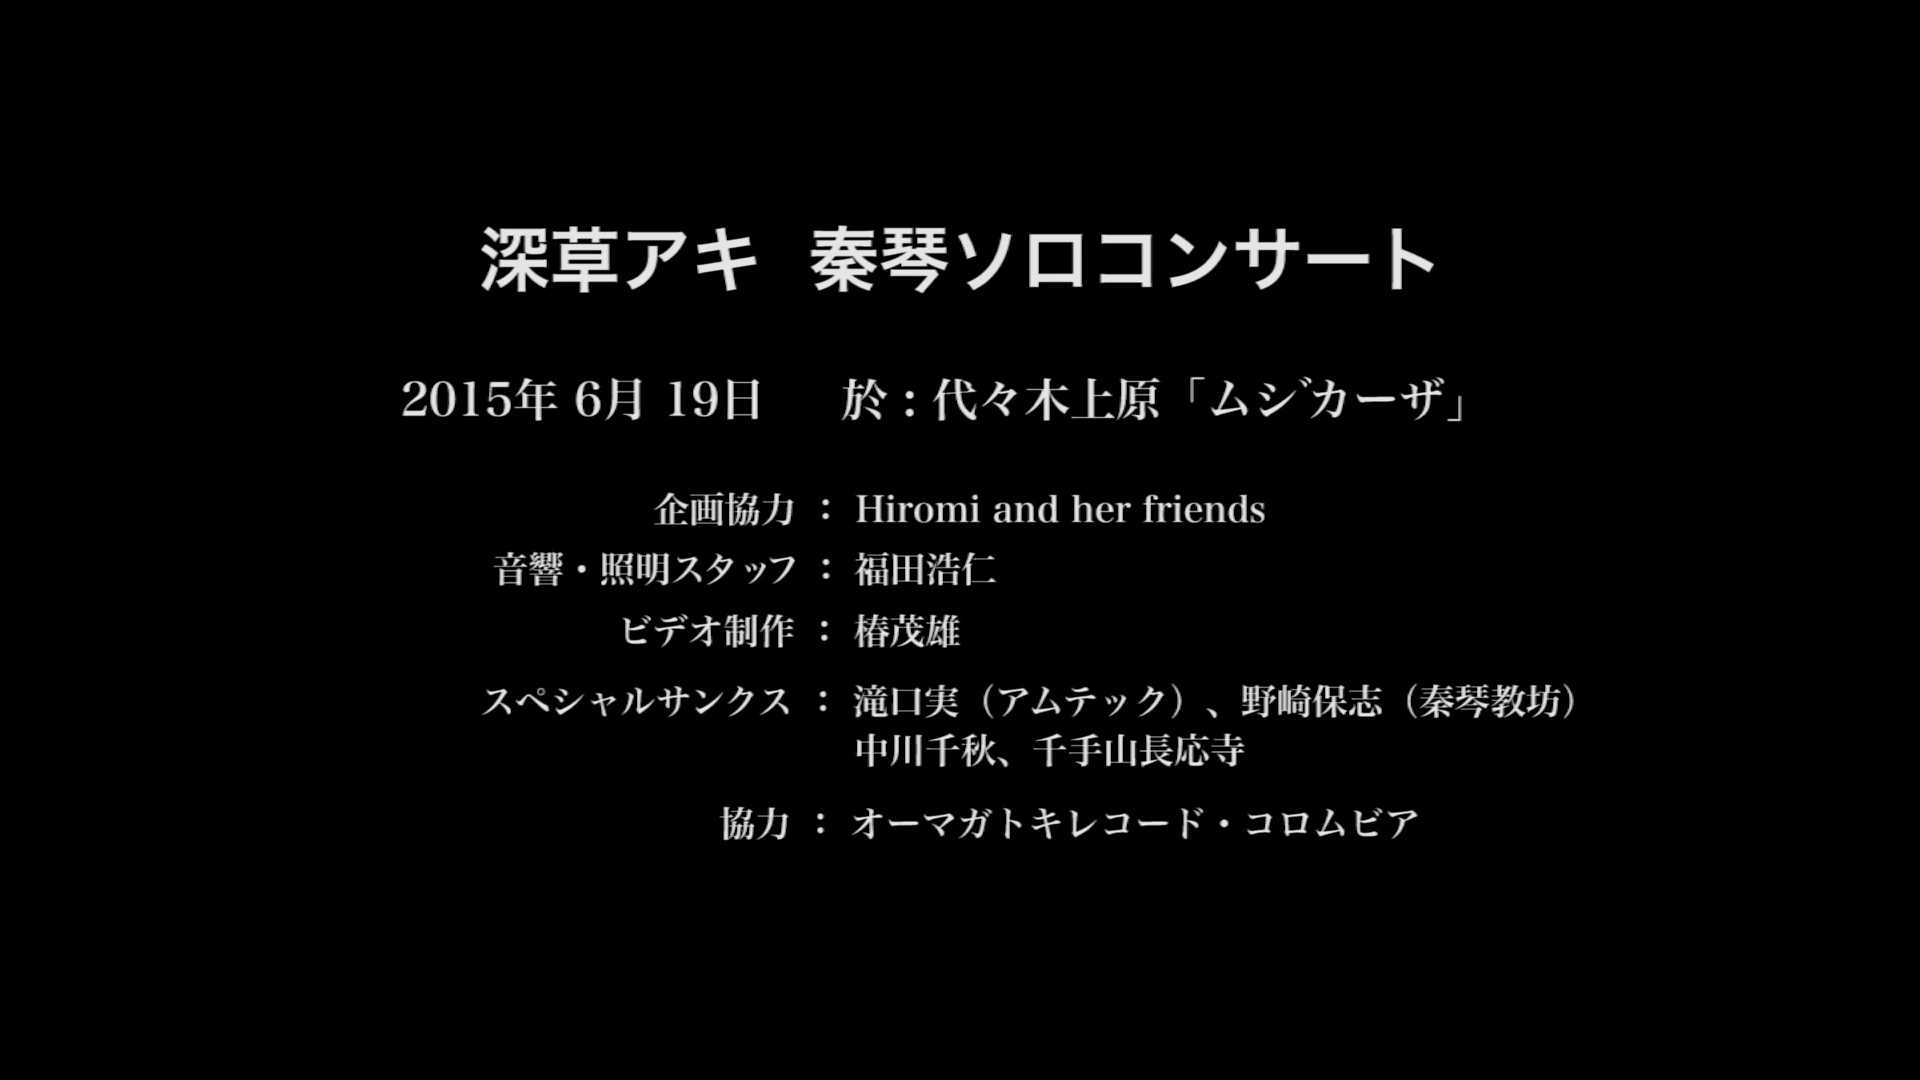 深草アキ 秦琴ソロコンサート
2015年 6月 19日 於：代々木上原「ムジカーザ」
企画協力 ： Hiromi and her friends
音響・照明スタッフ ： 福田浩仁
ビデオ制作 ： 椿茂雄
スペシャルサンクス ： 滝口実（アムテック）、野崎保志（秦琴教坊）
中川千秋、千手山長応寺
協力 ： オーマガトキレコード・コロムビア